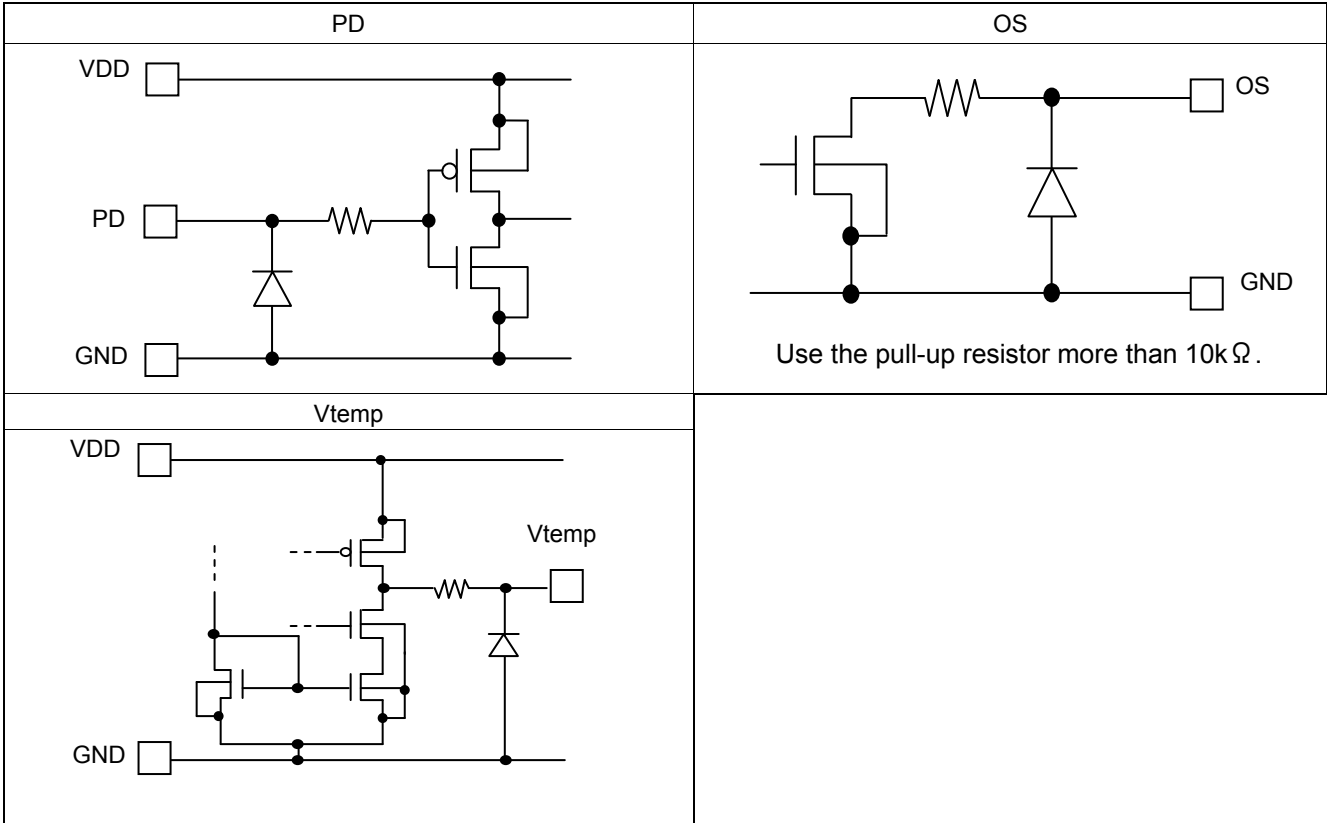 PD
VDD
PD
GND
OS
OS
GND
Use the pull-up resistor more than 10kΩ.
Vtemp
VDD
Vtemp
GND